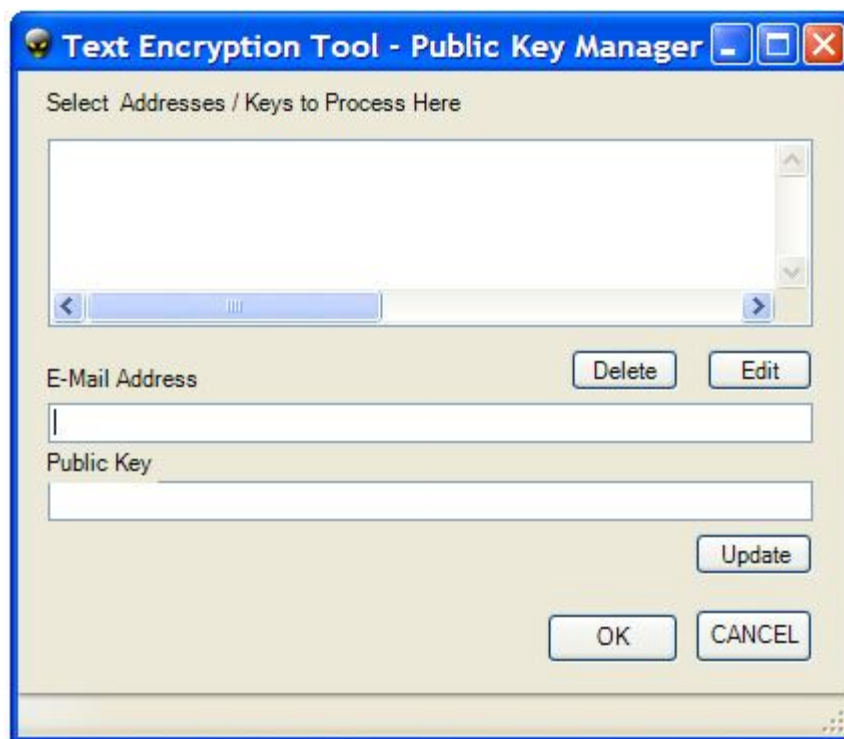 Text Encryption Tool - Public Key Manager
Select Addresses / Keys to Process Here
Delete Edit
E-Mail Address
Public Key
Update
OK CANCEL